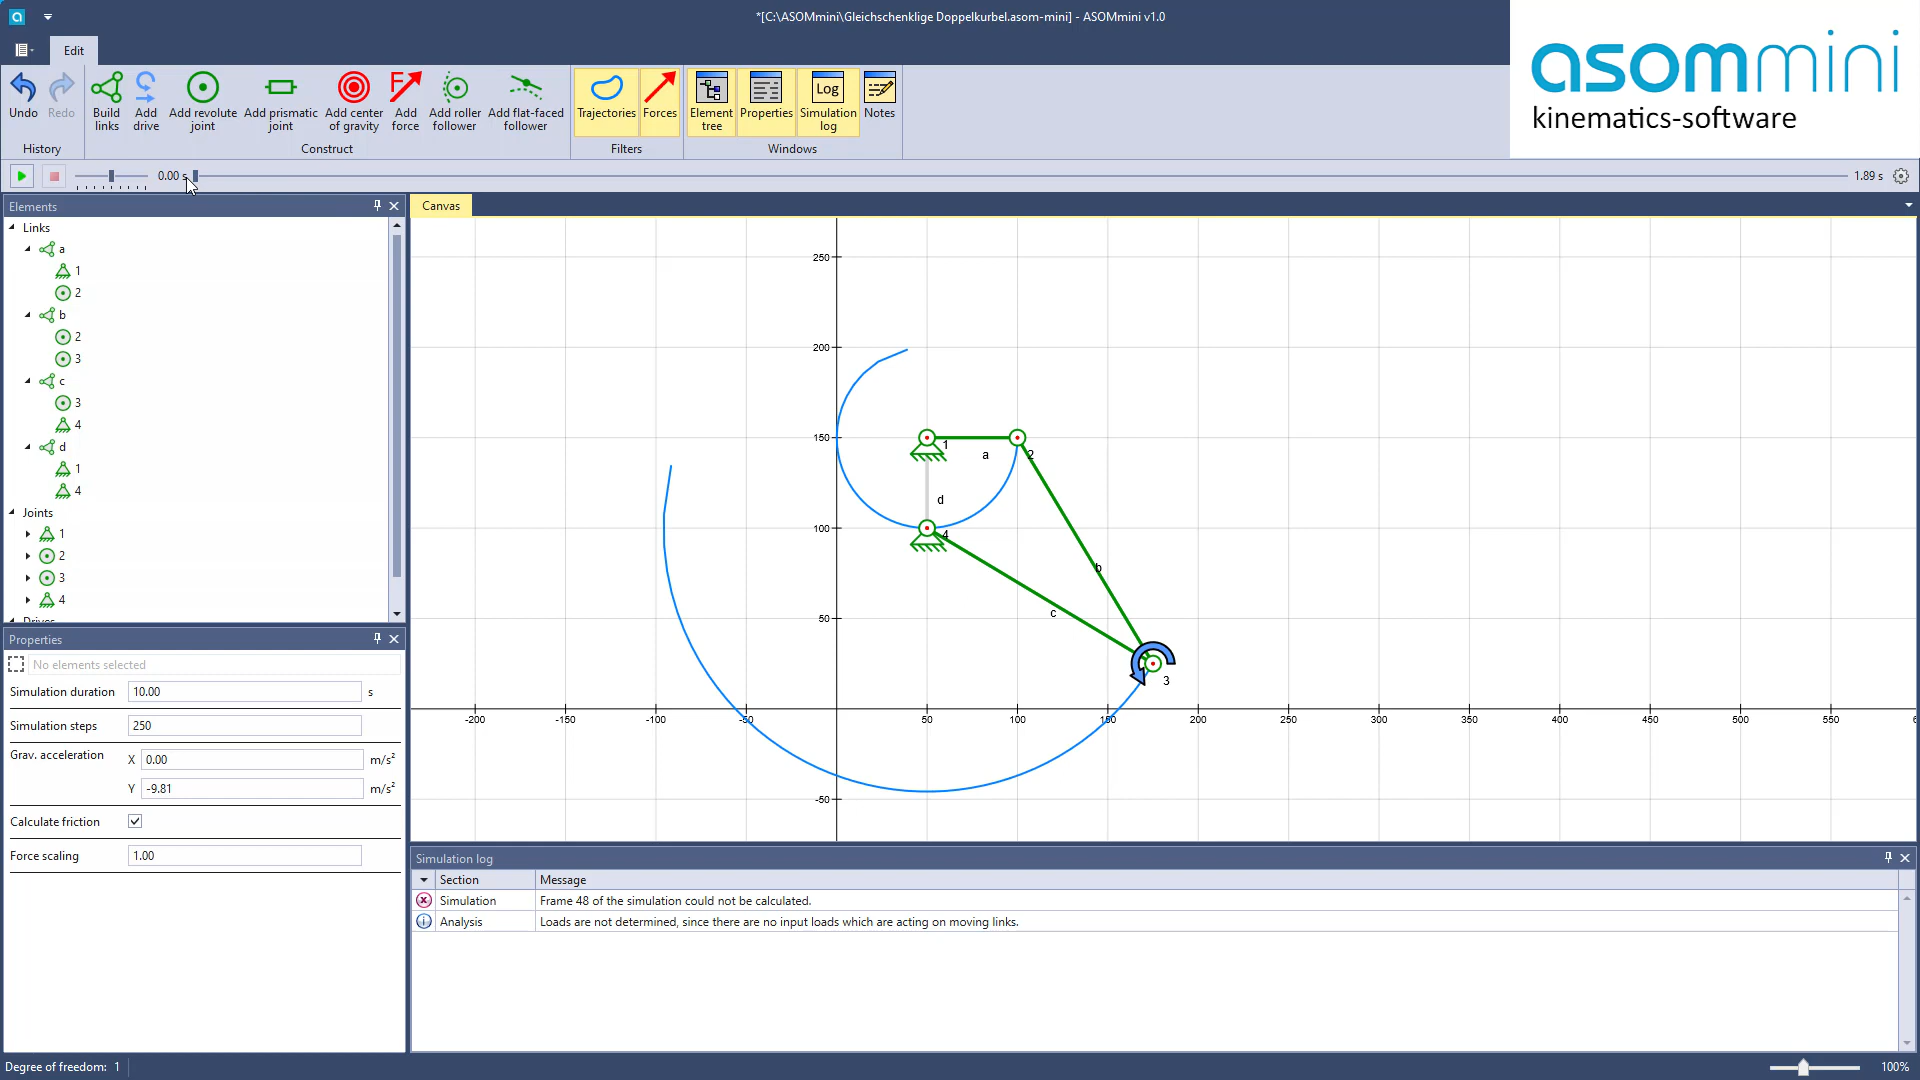 *[C:\ASOMmini\Gleichschenklige Doppelkurbel.asom-mini] - ASOMmini v1.0
a
asommini
kinematics-software
Edit
Undo
Redo
Build links
Add drive
Add revolute joint
Add prismatic joint
Add center of gravity
Add force
Add roller follower
Add flat-faced follower
Trajectories
F
Forces
Element tree
Properties
Log
Simulation log
Notes
History
Construct
Filters
Windows
0.00 s
1.89 s
Elements
Links
a
1
2
b
2
3
c
3
4
d
1
4
Joints
1
2
3
4
Drives
Properties
No elements selected
Simulation duration 10.00 s
Simulation steps 250
Grav. acceleration X 0.00 m/s²
Y -9.81 m/s²
Calculate friction
Force scaling 1.00
Canvas
250
200
150
100
50
-50
-200 -150 -100 -50 50 100 150 200 250 300 350 400 450 500 550 6
1
a
2
d
4
b
c
3
Simulation log
Section Message
Simulation Frame 48 of the simulation could not be calculated.
Analysis Loads are not determined, since there are no input loads which are acting on moving links.
Degree of freedom: 1
100%